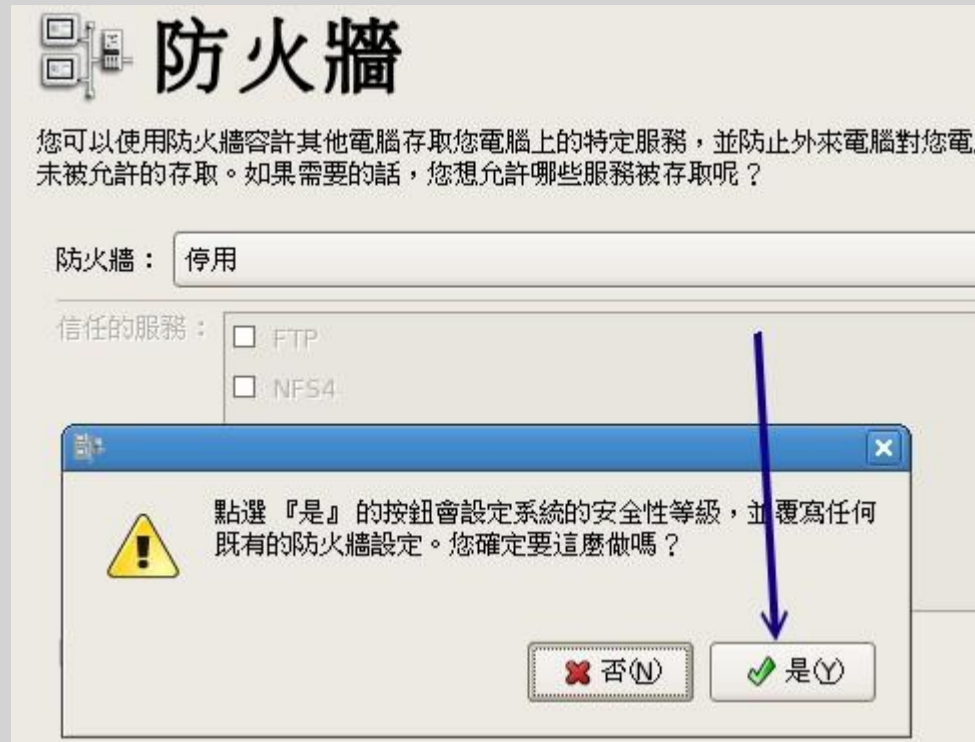 防火牆
您可以使用防火牆容許其他電腦存取您電腦上的特定服務，並防止外來電腦對您電
未被允許的存取。如果需要的話，您想允許哪些服務被存取呢？
防火牆： 停用
信任的服務： FTP
NFS4
點選 『是』 的按鈕會設定系統的安全性等級，並覆寫任何
既有的防火牆設定。您確定要這麼做嗎？
否(N) 是(Y)